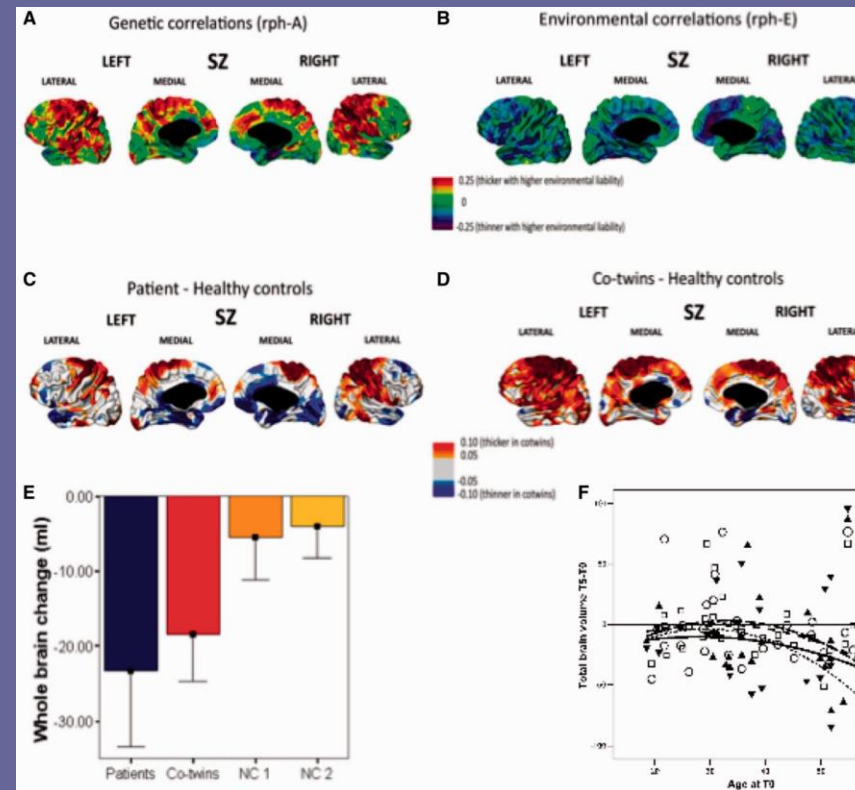 A
Genetic correlations (rph-A)
LEFT SZ RIGHT
LATERAL MEDIAL MEDIAL LATERAL
B
Environmental correlations (rph-E)
LEFT SZ RIGHT
LATERAL MEDIAL MEDIAL
0.25 (thicker with higher environmental liability)
0
-0.25 (thinner with higher environmental liability)
C
Patient - Healthy controls
LEFT SZ RIGHT
LATERAL MEDIAL MEDIAL LATERAL
D
Co-twins - Healthy controls
LEFT SZ RIGHT
LATERAL MEDIAL MEDIAL
0.10 (thicker in cotwins)
0.05
-0.05
-0.10 (thinner in cotwins)
E
Whole brain change (ml)
0.00
-10.00
-20.00
-30.00
Patients Co-twins NC 1 NC 2
F
Total brain volume T5-T0
Age at T0